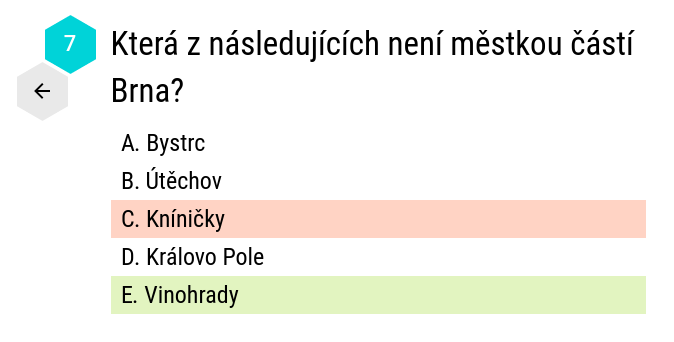 7
Která z následujících není městkou částí
Brna?
A. Bystrc
B. Útěchov
C. Kníničky
D. Královo Pole
E. Vinohrady